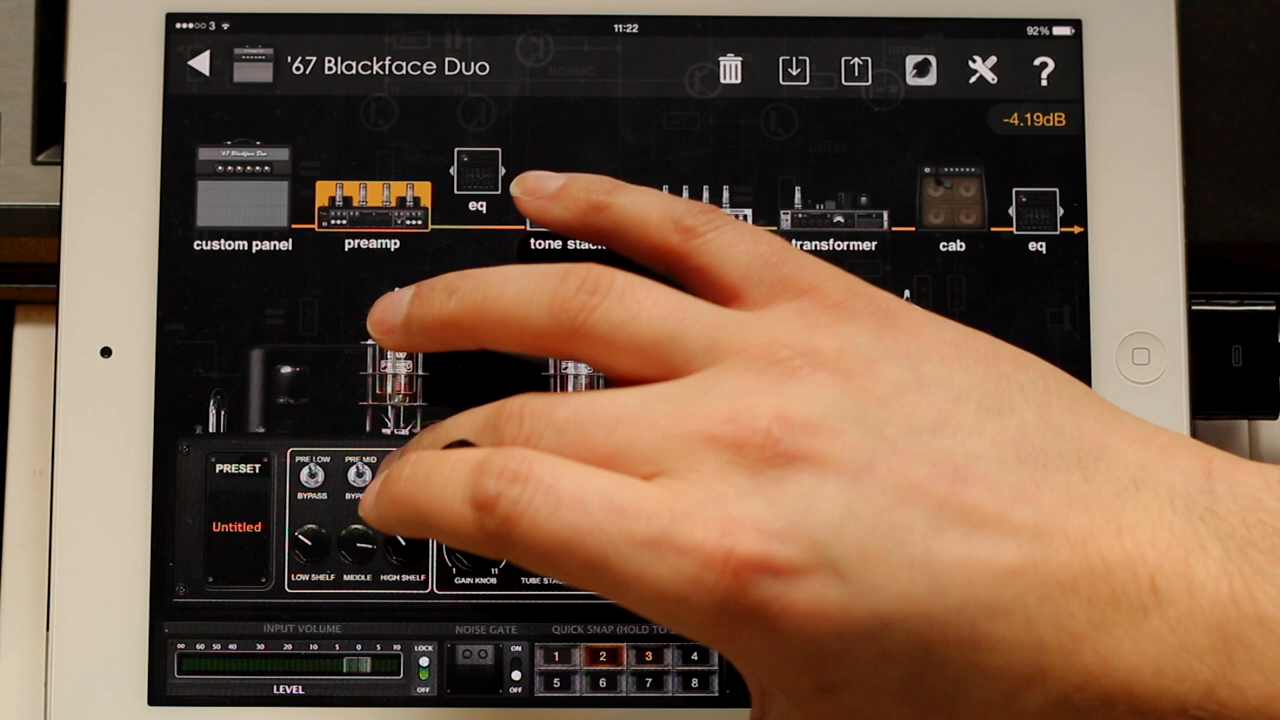 3
11:22
92%
'67 Blackface Duo
?
-4.19dB
'67 Blackface Duo
custom panel
preamp
eq
tone stack
transformer
cab
eq
PRESET
Untitled
PRE LOW
PRE MID
BYPASS
LOW SHELF
MIDDLE
HIGH SHELF
1
11
GAIN KNOB
INPUT VOLUME
NOISE GATE
QUICK SNAP (HOLD TO
∞ 60 50 40 30 20 10 5 0 5 10
LEVEL
LOCK
OFF
ON
OFF
1 2 3 4
5 6 7 8